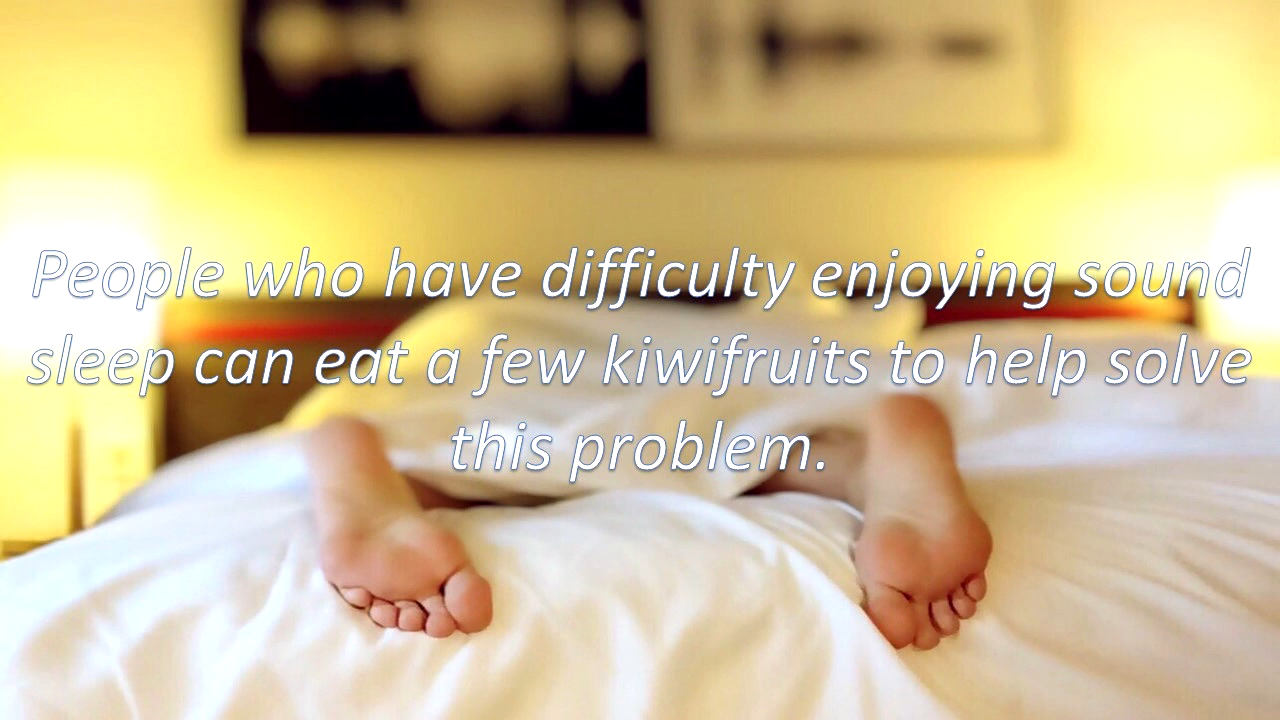 People who have difficulty enjoying sound
sleep can eat a few kiwifruits to help solve
this problem.